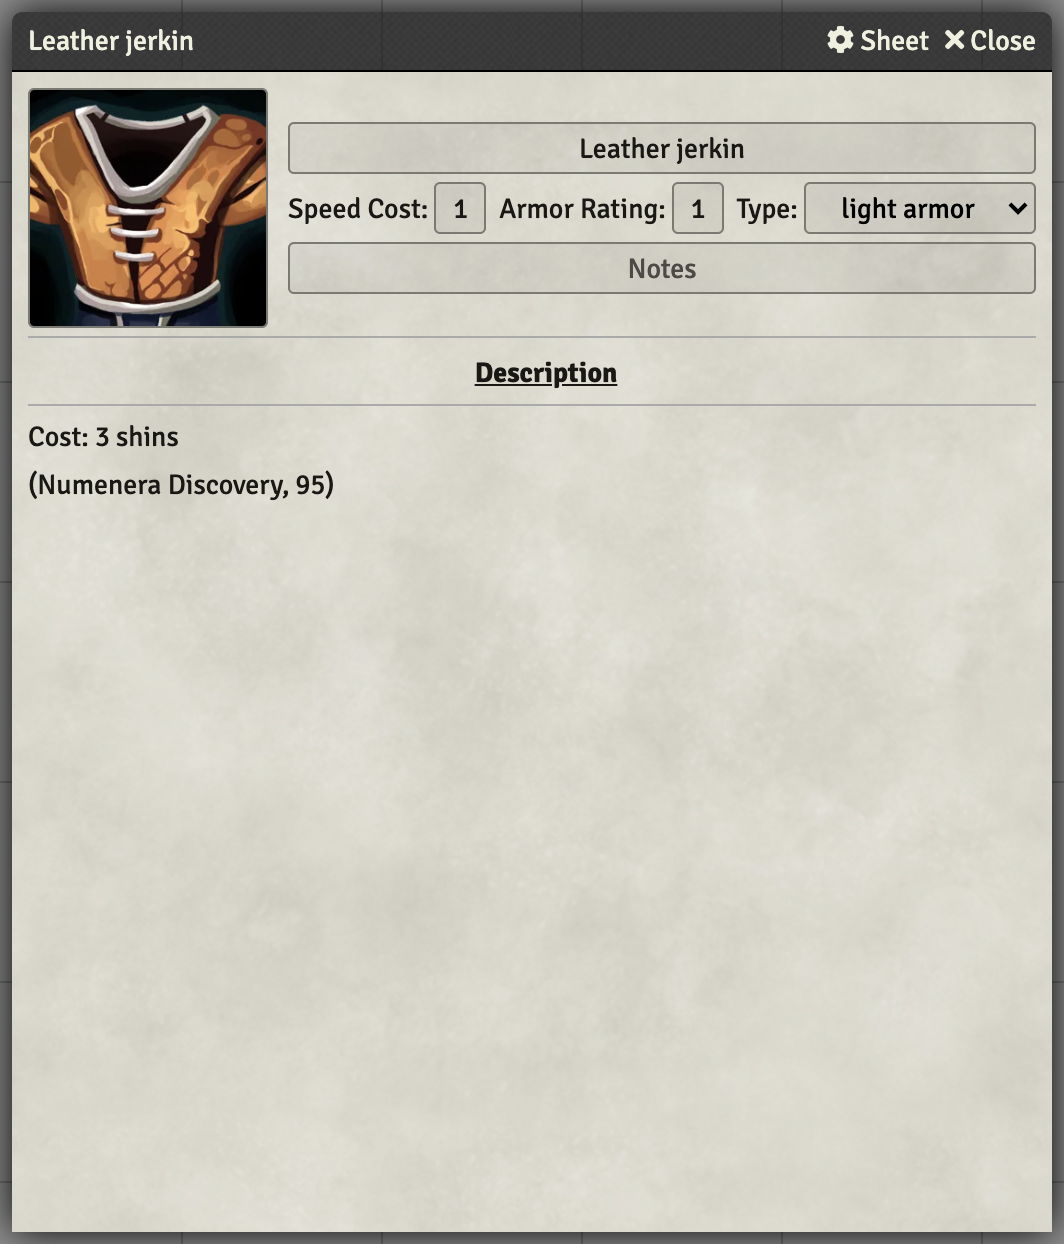 Leather jerkin Sheet Close
Leather jerkin
Speed Cost: 1 Armor Rating: 1 Type: light armor
Notes
Description
Cost: 3 shins
(Numenera Discovery, 95)